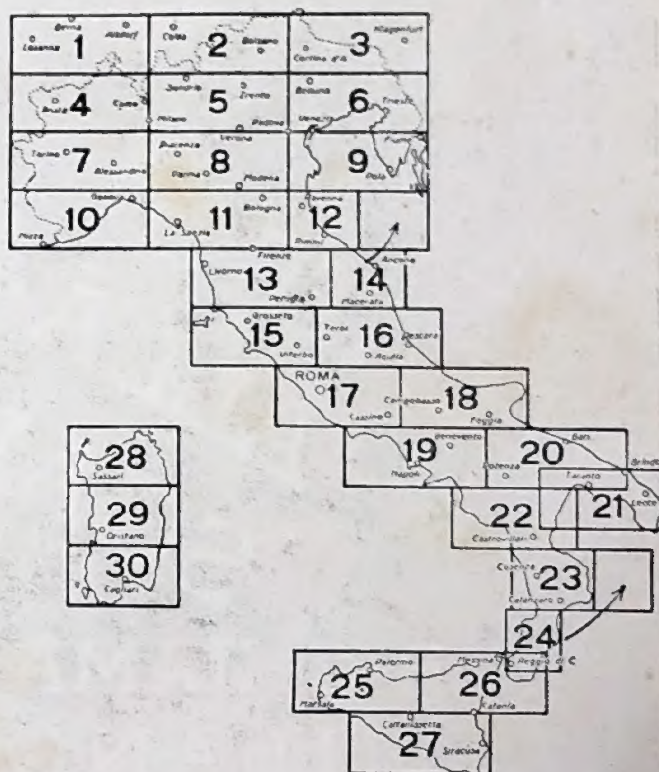 Berna Altdorf Coira Klagenfurt
Losanna 1 2 Bolzano 3
Cortina d'A.
Sondrio Belluno
4 5 Trento 6 Trieste
Aosta Como
Milano Verona Padova Venezia
Torino 7 Piacenza 8 9
Alessandria Parma Modena Pola
Genova Bologna Ravenna
10 11 12
Nizza La Spezia Rimini
Firenze Ancona
Livorno 13 14
Perugia Macerata
Grosseto
15 16 Pescara
Viterbo Aquila
ROMA
17 Campobasso 18
Cassino Foggia
Benevento Bari
28 19 20 Brindisi
Sassari Napoli Potenza Taranto
29 22 21 Lecce
Oristano Castrovillari
30 Cosenza 23
Cagliari Catanzaro
24
Palermo Messina Reggio di C.
25 26
Marsala Catania
Caltanissetta
27 Siracusa